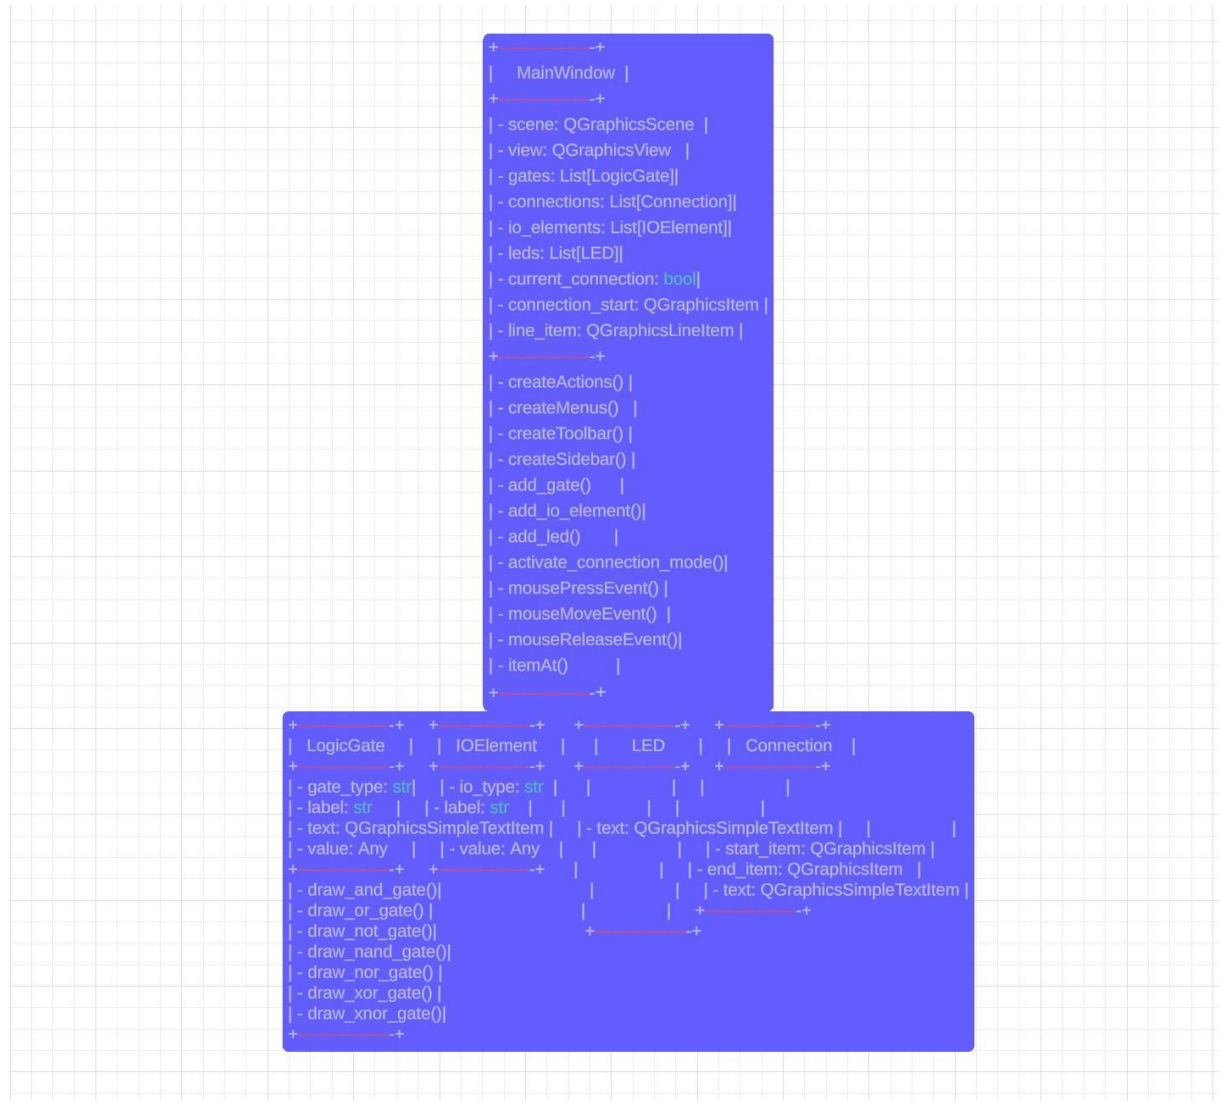 +--------------+
| MainWindow |
+--------------+
| - scene: QGraphicsScene |
| - view: QGraphicsView |
| - gates: List[LogicGate]|
| - connections: List[Connection]|
| - io_elements: List[IOElement]|
| - leds: List[LED]|
| - current_connection: bool|
| - connection_start: QGraphicsItem |
| - line_item: QGraphicsLineItem |
+--------------+
| - createActions() |
| - createMenus() |
| - createToolbar() |
| - createSidebar() |
| - add_gate() |
| - add_io_element()|
| - add_led() |
| - activate_connection_mode()|
| - mousePressEvent() |
| - mouseMoveEvent() |
| - mouseReleaseEvent()|
| - itemAt() |
+--------------+
+--------------+ +--------------+ +--------------+ +--------------+
| LogicGate | | IOElement | | LED | | Connection |
+--------------+ +--------------+ +--------------+ +--------------+
| - gate_type: str| | - io_type: str | | | | |
| - label: str | | - label: str | | | | |
| - text: QGraphicsSimpleTextItem | | - text: QGraphicsSimpleTextItem | | |
| - value: Any | | - value: Any | | | | - start_item: QGraphicsItem |
+--------------+ +--------------+ | | | - end_item: QGraphicsItem |
| - draw_and_gate()| | | | - text: QGraphicsSimpleTextItem |
| - draw_or_gate() | | | +--------------+
| - draw_not_gate()| +--------------+
| - draw_nand_gate()|
| - draw_nor_gate() |
| - draw_xor_gate() |
| - draw_xnor_gate()|
+--------------+